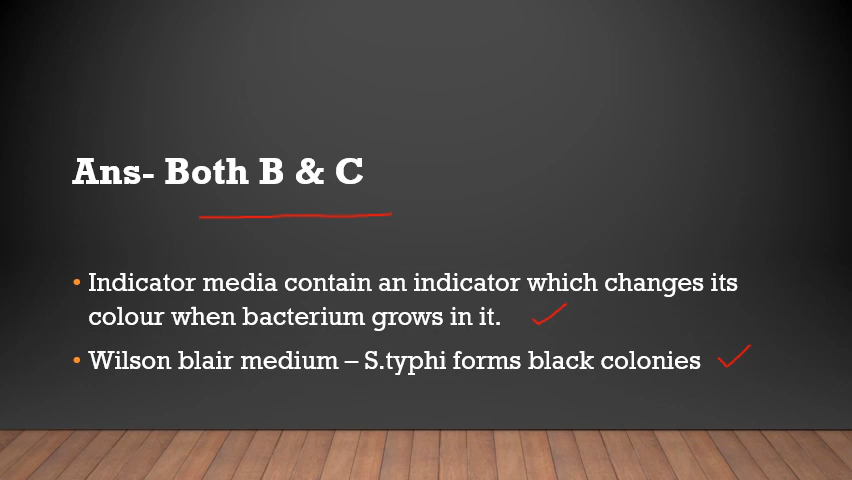 Ans- Both B & C
• Indicator media contain an indicator which changes its
colour when bacterium grows in it.
• Wilson blair medium – S.typhi forms black colonies